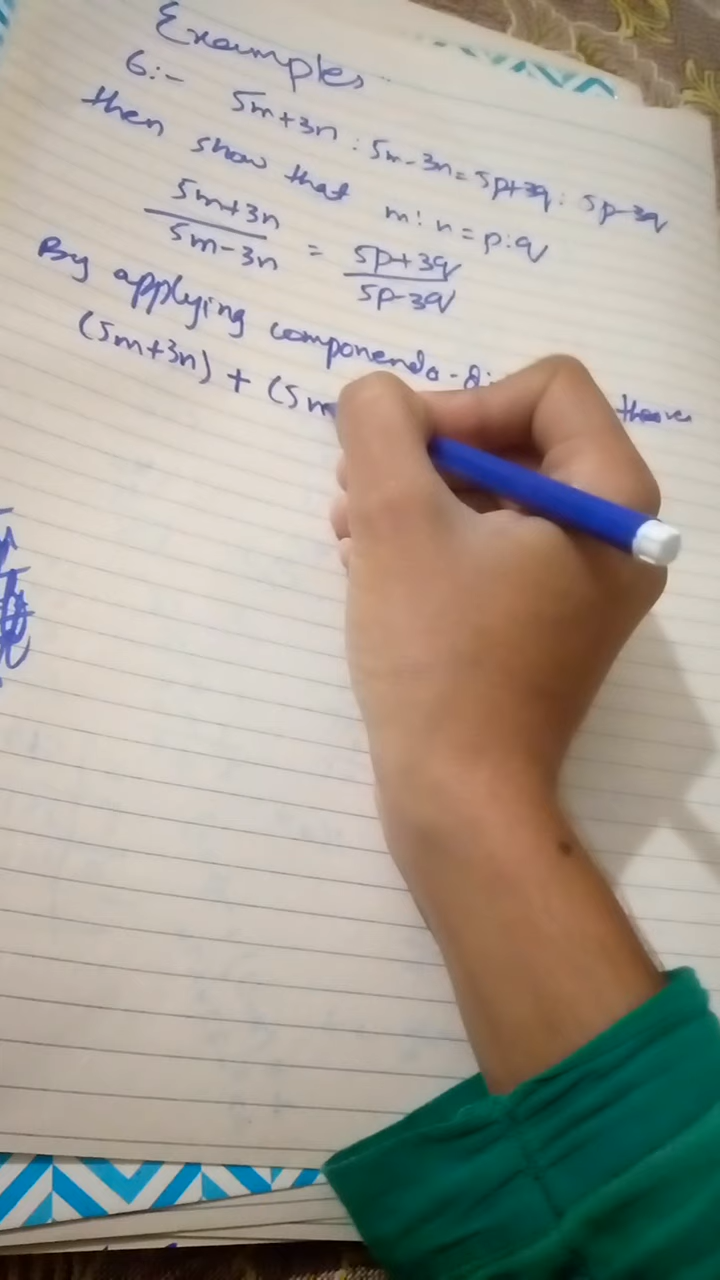 Examples
6:- 5m+3n : 5m-3n = 5p+3q : 5p-3q
then show that m:n = p:q
5m+3n / 5m-3n = 5p+3q / 5p-3q
By applying componendo-
(5m+3n) + (5m